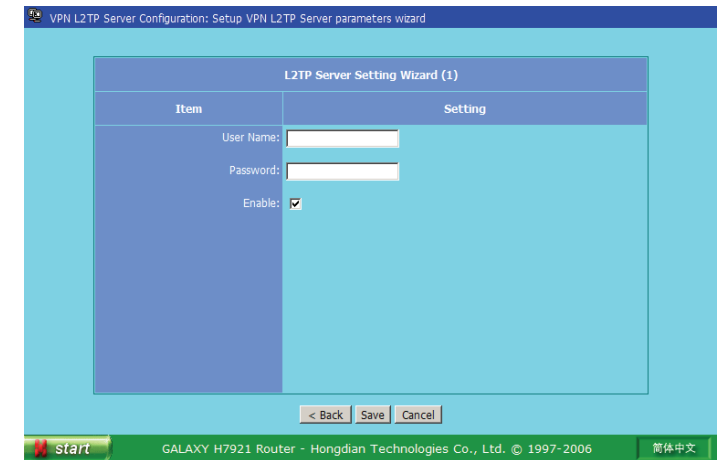 VPN L2TP Server Configuration: Setup VPN L2TP Server parameters wizard
L2TP Server Setting Wizard (1)
Item Setting
User Name:
Password:
Enable:
< Back Save Cancel
start GALAXY H7921 Router - Hongdian Technologies Co., Ltd. © 1997-2006 简体中文